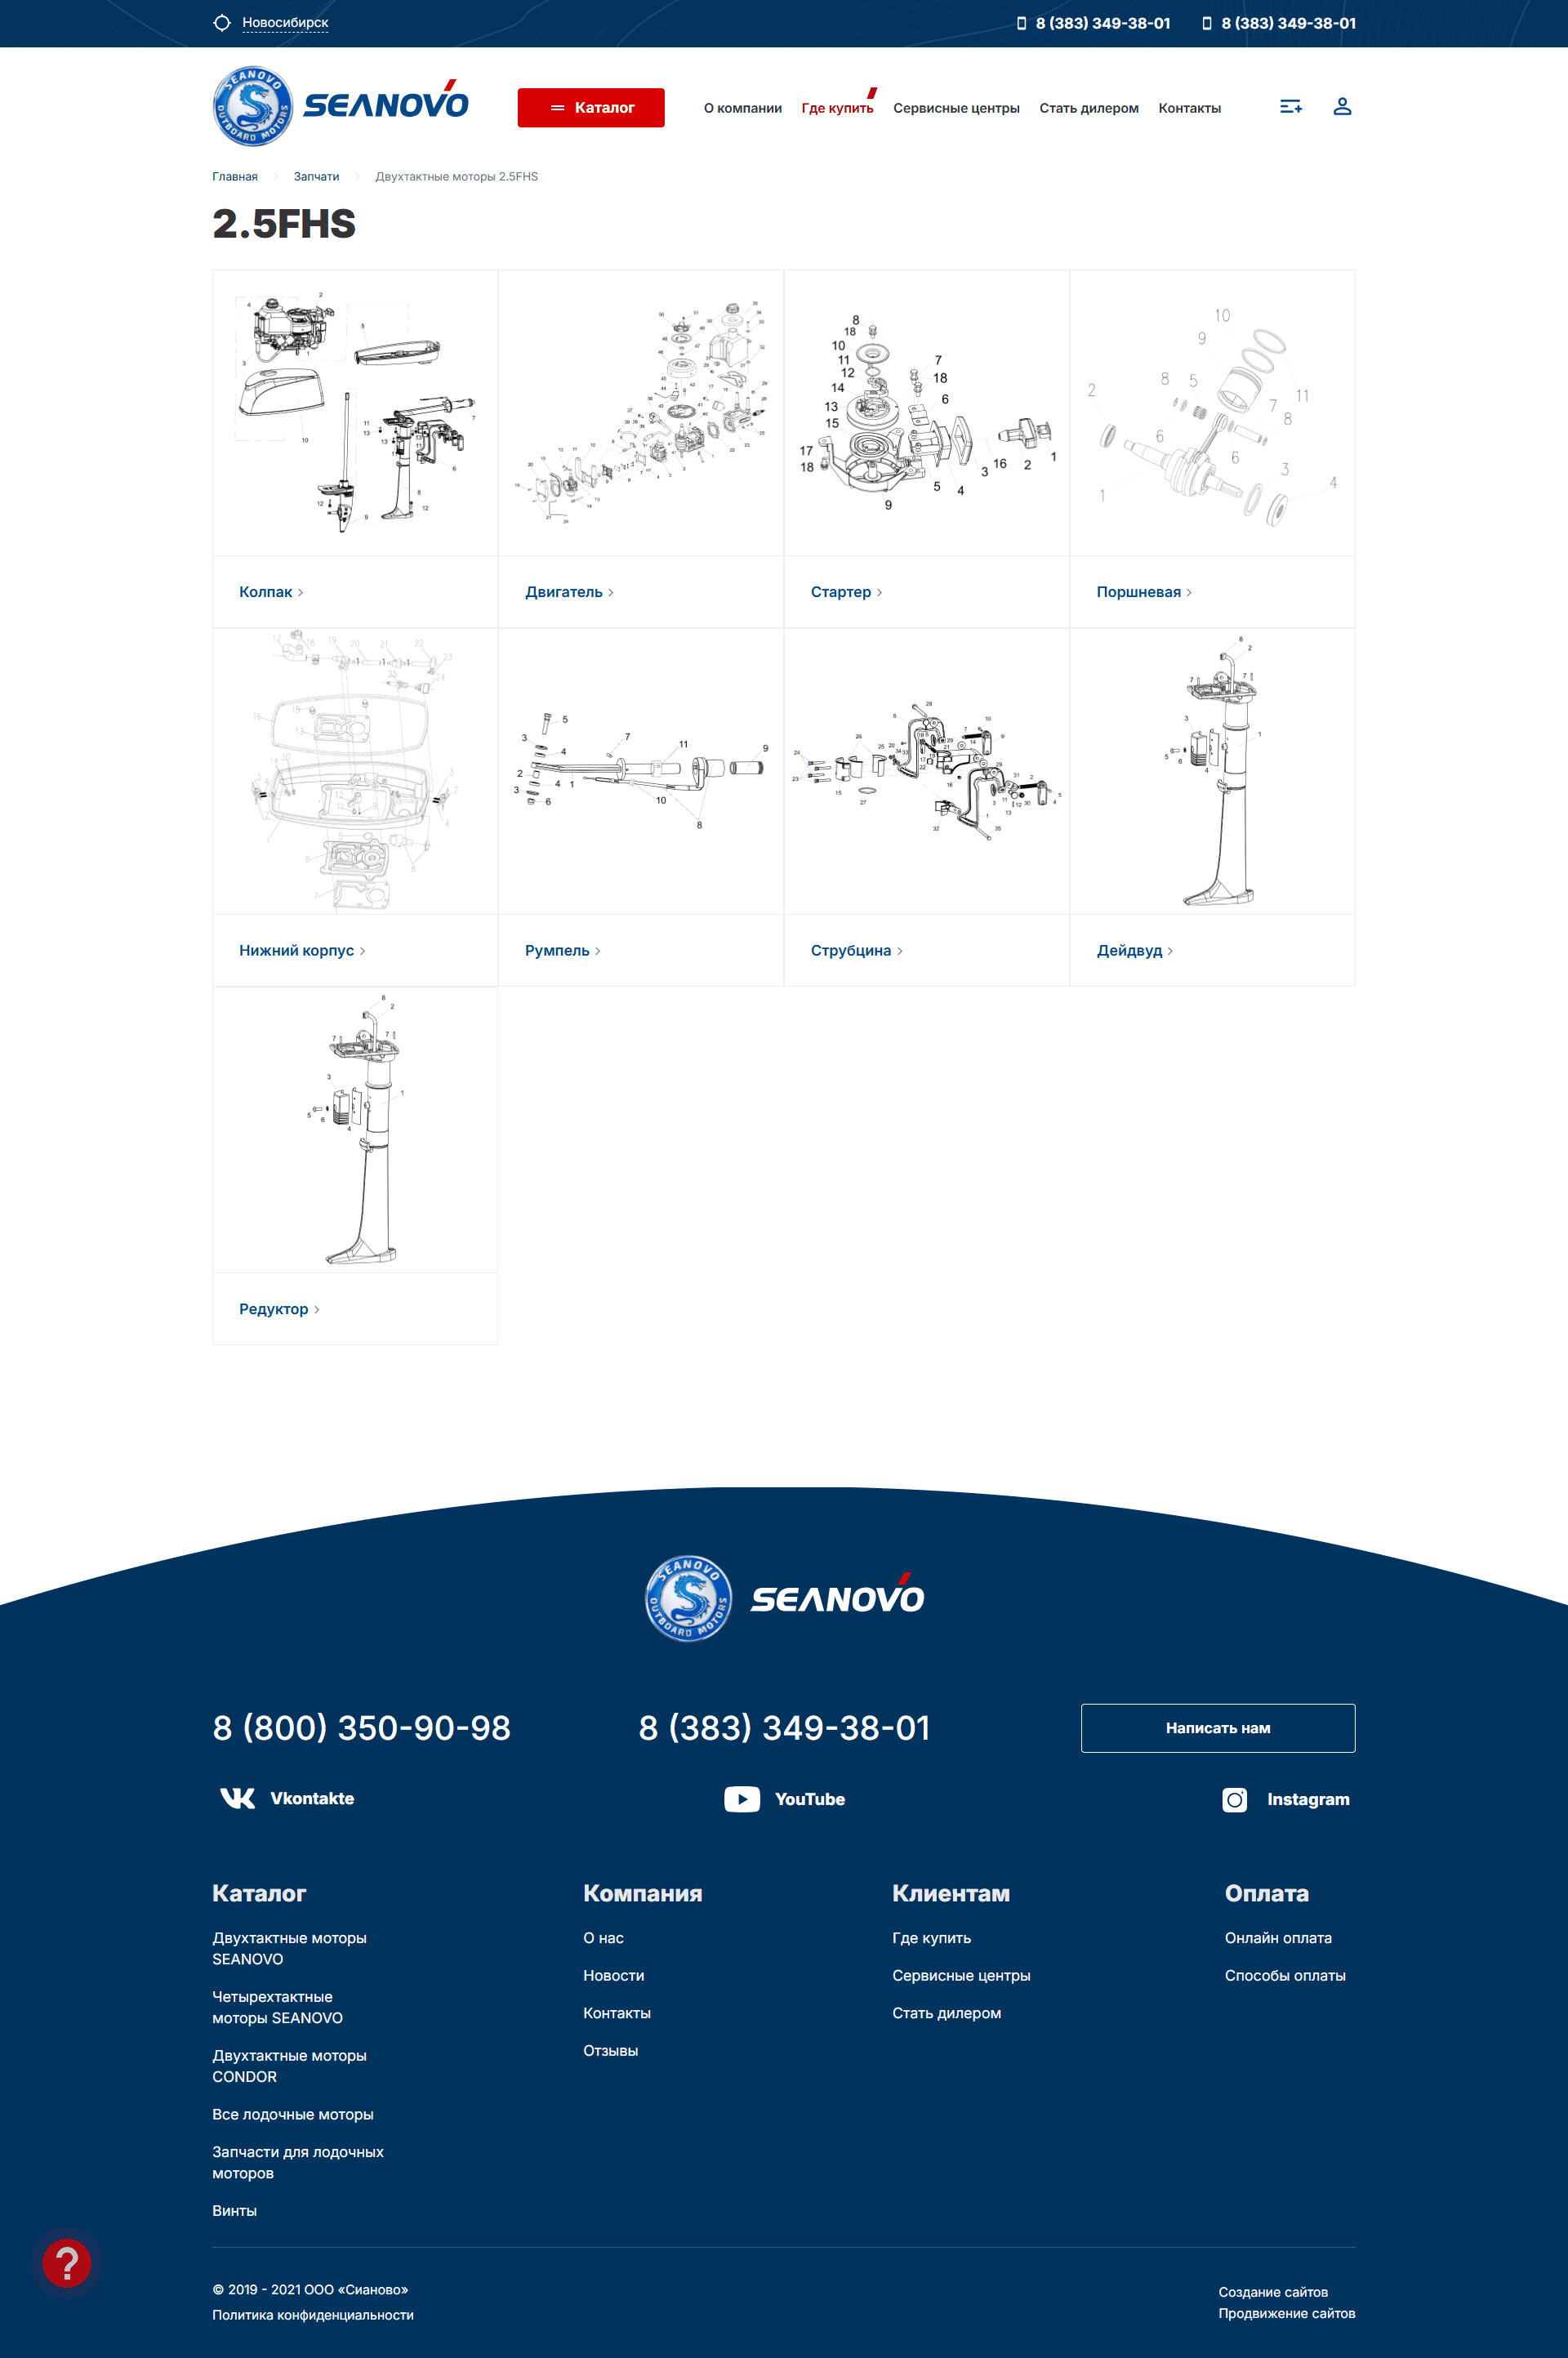 Новосибирск
8 (383) 349-38-01
8 (383) 349-38-01
SEANOVO
OUTBOARD MOTORS
SEANOVO
Каталог
О компании
Где купить
Сервисные центры
Стать дилером
Контакты
Главная
Запчати
Двухтактные моторы 2.5FHS
2.5FHS
Колпак
Двигатель
Стартер
Поршневая
Нижний корпус
Румпель
Струбцина
Дейдвуд
Редуктор
SEANOVO
OUTBOARD MOTORS
SEANOVO
8 (800) 350-90-98
8 (383) 349-38-01
Написать нам
Vkontakte
YouTube
Instagram
Каталог
Двухтактные моторы
SEANOVO
Четырехтактные
моторы SEANOVO
Двухтактные моторы
CONDOR
Все лодочные моторы
Запчасти для лодочных
моторов
Винты
Компания
О нас
Новости
Контакты
Отзывы
Клиентам
Где купить
Сервисные центры
Стать дилером
Оплата
Онлайн оплата
Способы оплаты
?
© 2019 - 2021 ООО «Сианово»
Политика конфиденциальности
Создание сайтов
Продвижение сайтов